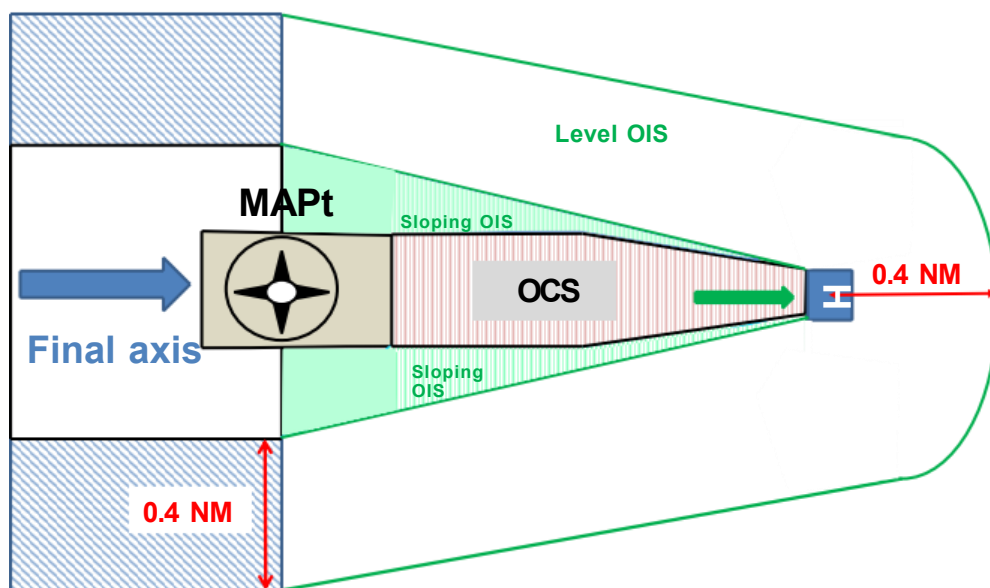 Level OIS
MAPt
Sloping OIS
OCS
H
0.4 NM
Final axis
Sloping
OIS
0.4 NM